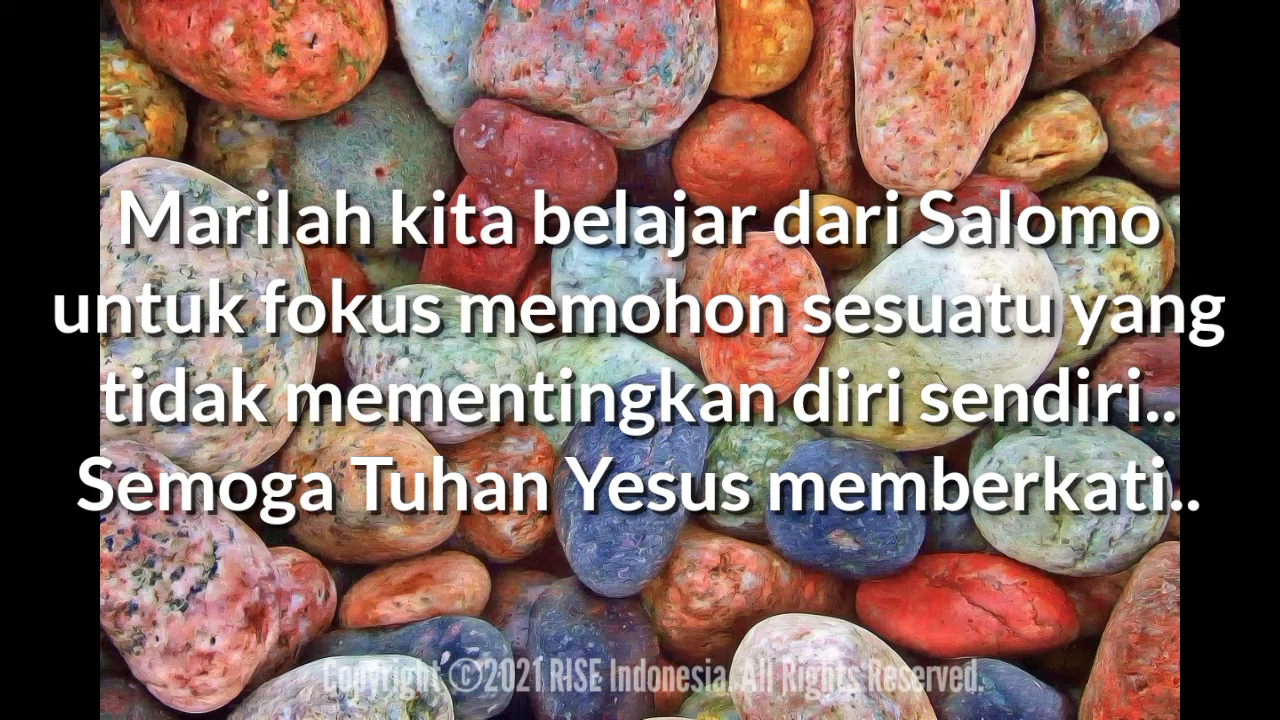 Marilah kita belajar dari Salomo
untuk fokus memohon sesuatu yang
tidak mementingkan diri sendiri..
Semoga Tuhan Yesus memberkati..
Copyright ©2021 RISE Indonesia. All Rights Reserved.